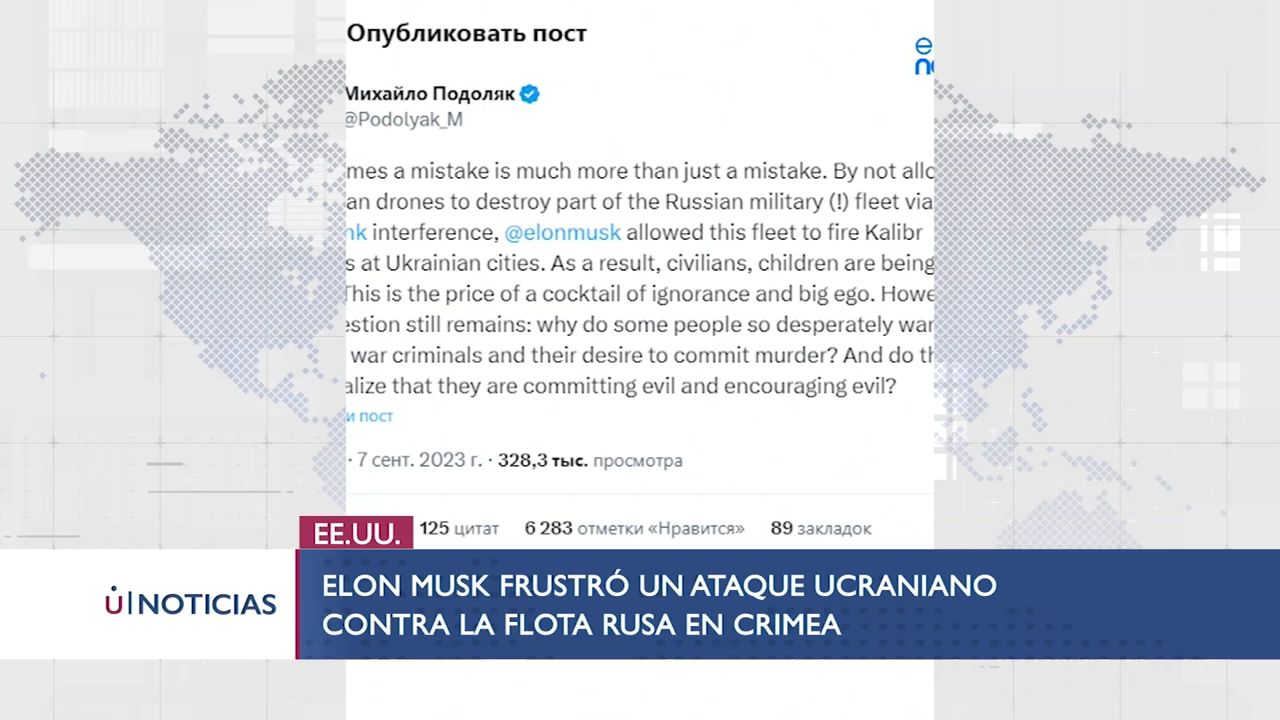 Опубликовать пост
Михайло Подоляк
@Podolyak_M
mes a mistake is much more than just a mistake. By not allo
an drones to destroy part of the Russian military (!) fleet via
nk interference, @elonmusk allowed this fleet to fire Kalibr
s at Ukrainian cities. As a result, civilians, children are being
This is the price of a cocktail of ignorance and big ego. Howe
estion still remains: why do some people so desperately war
war criminals and their desire to commit murder? And do th
alize that they are committing evil and encouraging evil?
и пост
· 7 сент. 2023 г. · 328,3 тыс. просмотра
125 цитат 6 283 отметки «Нравится» 89 закладок
EE.UU.
ELON MUSK FRUSTRÓ UN ATAQUE UCRANIANO
CONTRA LA FLOTA RUSA EN CRIMEA
U|NOTICIAS